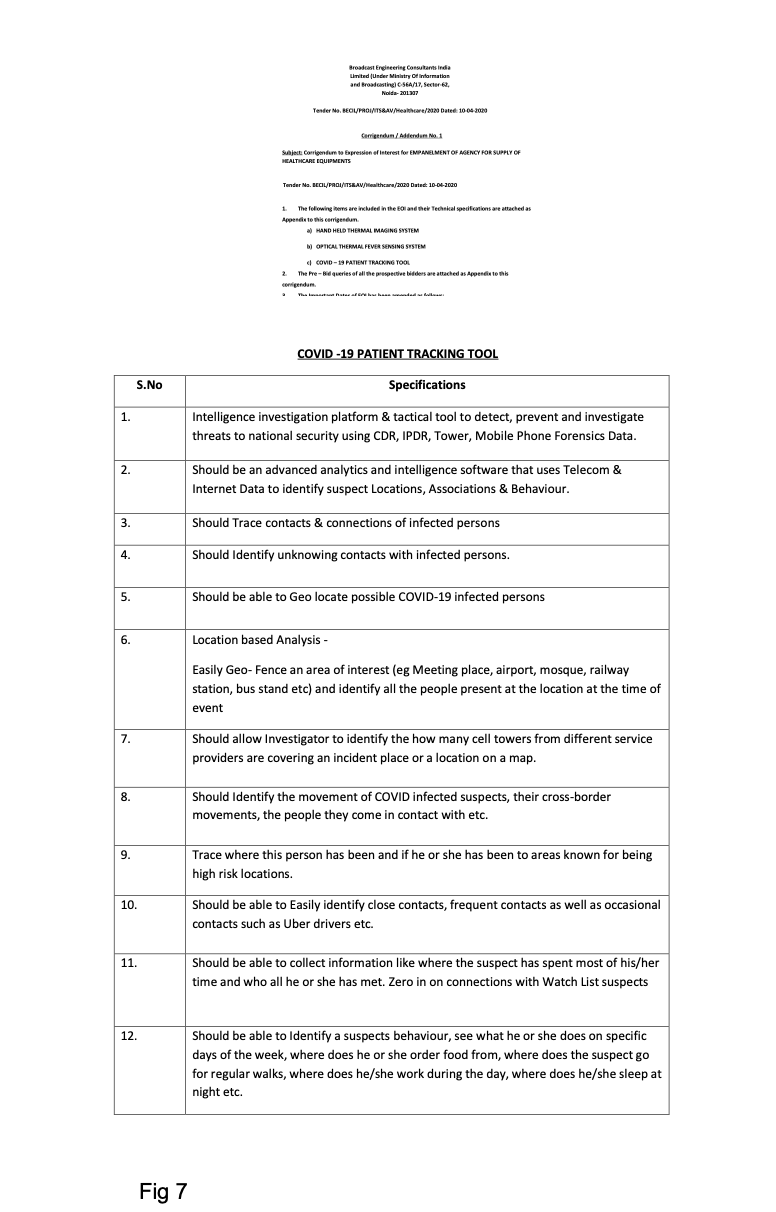 Broadcast Engineering Consultants India
Limited (Under Ministry Of Information
and Broadcasting) C-56A/17, Sector-62,
Noida- 201307
Tender No. BECIL/PROJ/ITS&AV/Healthcare/2020 Dated: 10-04-2020
Corrigendum / Addendum No. 1
Subject: Corrigendum to Expression of Interest for EMPANELMENT OF AGENCY FOR SUPPLY OF
HEALTHCARE EQUIPMENTS
Tender No. BECIL/PROJ/ITS&AV/Healthcare/2020 Dated: 10-04-2020
1. The following items are included in the EOI and their Technical specifications are attached as
Appendix to this corrigendum.
a) HAND HELD THERMAL IMAGING SYSTEM
b) OPTICAL THERMAL FEVER SENSING SYSTEM
c) COVID – 19 PATIENT TRACKING TOOL
2. The Pre – Bid queries of all the prospective bidders are attached as Appendix to this
corrigendum.
3. The Important Dates of EOI has been amended as follows:
COVID -19 PATIENT TRACKING TOOL
S.No Specifications
1. Intelligence investigation platform & tactical tool to detect, prevent and investigate
threats to national security using CDR, IPDR, Tower, Mobile Phone Forensics Data.
2. Should be an advanced analytics and intelligence software that uses Telecom &
Internet Data to identify suspect Locations, Associations & Behaviour.
3. Should Trace contacts & connections of infected persons
4. Should Identify unknowing contacts with infected persons.
5. Should be able to Geo locate possible COVID-19 infected persons
6. Location based Analysis -
Easily Geo- Fence an area of interest (eg Meeting place, airport, mosque, railway
station, bus stand etc) and identify all the people present at the location at the time of
event
7. Should allow Investigator to identify the how many cell towers from different service
providers are covering an incident place or a location on a map.
8. Should Identify the movement of COVID infected suspects, their cross-border
movements, the people they come in contact with etc.
9. Trace where this person has been and if he or she has been to areas known for being
high risk locations.
10. Should be able to Easily identify close contacts, frequent contacts as well as occasional
contacts such as Uber drivers etc.
11. Should be able to collect information like where the suspect has spent most of his/her
time and who all he or she has met. Zero in on connections with Watch List suspects
12. Should be able to Identify a suspects behaviour, see what he or she does on specific
days of the week, where does he or she order food from, where does the suspect go
for regular walks, where does he/she work during the day, where does he/she sleep at
night etc.
Fig 7